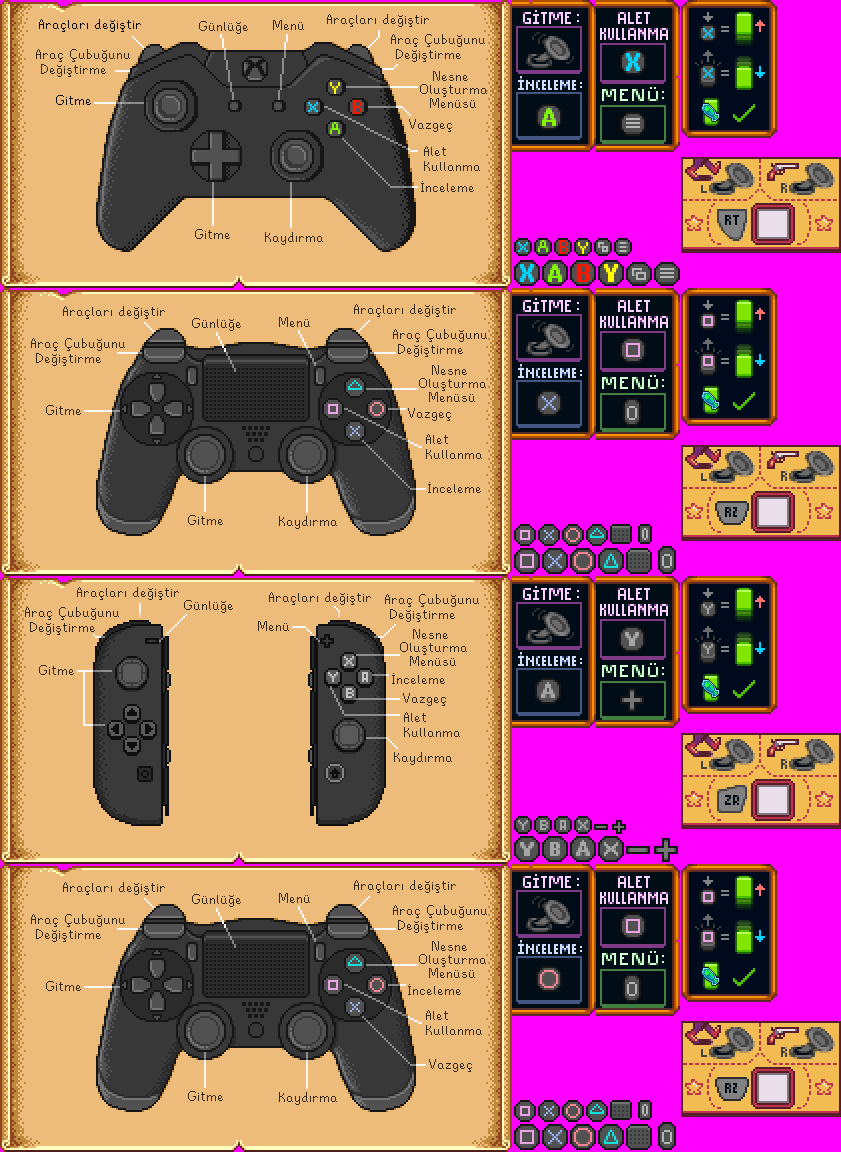 Araçları değiştir
Günlüğe
Menü
Araçları değiştir
Araç Çubuğunu
Değiştirme
Araç Çubuğunu
Değiştirme
Nesne
Oluşturma
Menüsü
Gitme
Y
X
B
A
Vazgeç
Alet
Kullanma
İnceleme
Gitme
Kaydırma
GİTME:
ALET
KULLANMA
X
İNCELEME:
A
MENÜ:
X =
X =
L
R
RT
X A B Y
X A B Y
Araçları değiştir
Günlüğe
Menü
Araçları değiştir
Araç Çubuğunu
Değiştirme
Araç Çubuğunu
Değiştirme
Nesne
Oluşturma
Menüsü
Gitme
Vazgeç
Alet
Kullanma
İnceleme
Gitme
Kaydırma
GİTME:
ALET
KULLANMA
İNCELEME:
MENÜ:
=
=
L
R
R2
Araçları değiştir
Günlüğe
Araçları değiştir
Araç Çubuğunu
Değiştirme
Menü
Araç Çubuğunu
Değiştirme
Nesne
Oluşturma
Menüsü
Gitme
X
Y
A
B
İnceleme
Vazgeç
Alet
Kullanma
Kaydırma
GİTME:
ALET
KULLANMA
Y
İNCELEME:
A
MENÜ:
+
Y =
Y =
L
R
ZR
Y B A X - +
Y B A X - +
Araçları değiştir
Günlüğe
Menü
Araçları değiştir
Araç Çubuğunu
Değiştirme
Araç Çubuğunu
Değiştirme
Nesne
Oluşturma
Menüsü
Gitme
İnceleme
Alet
Kullanma
Vazgeç
Gitme
Kaydırma
GİTME:
ALET
KULLANMA
İNCELEME:
MENÜ:
=
=
L
R
R2